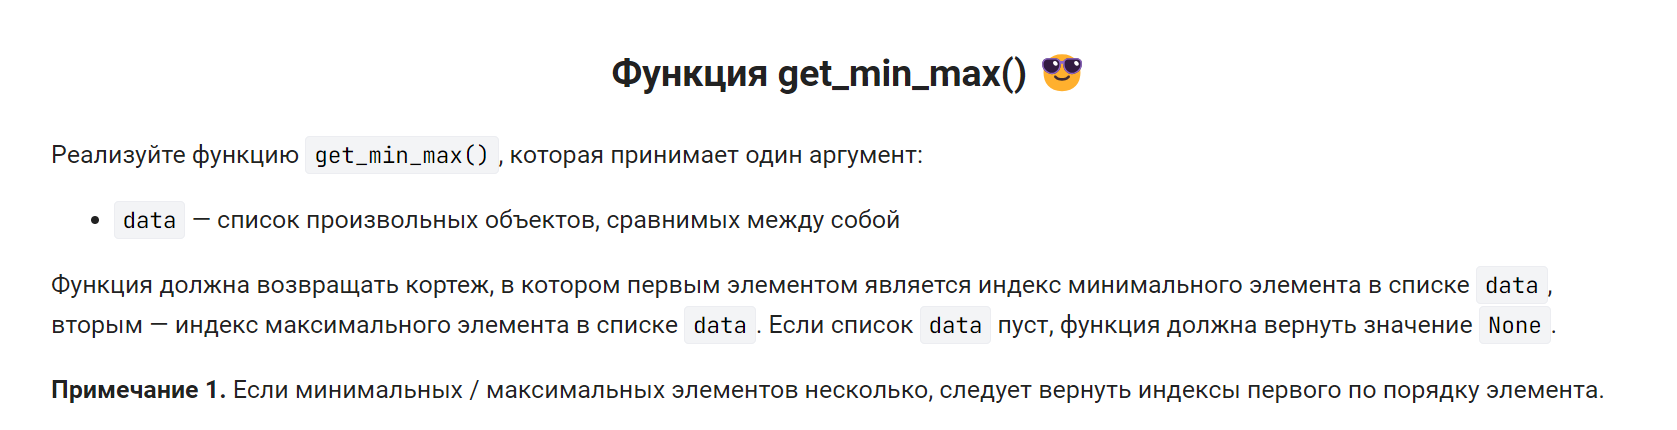 Функция get_min_max() 😎
Реализуйте функцию get_min_max(), которая принимает один аргумент:
• data — список произвольных объектов, сравнимых между собой
Функция должна возвращать кортеж, в котором первым элементом является индекс минимального элемента в списке data,
вторым — индекс максимального элемента в списке data. Если список data пуст, функция должна вернуть значение None.
Примечание 1. Если минимальных / максимальных элементов несколько, следует вернуть индексы первого по порядку элемента.